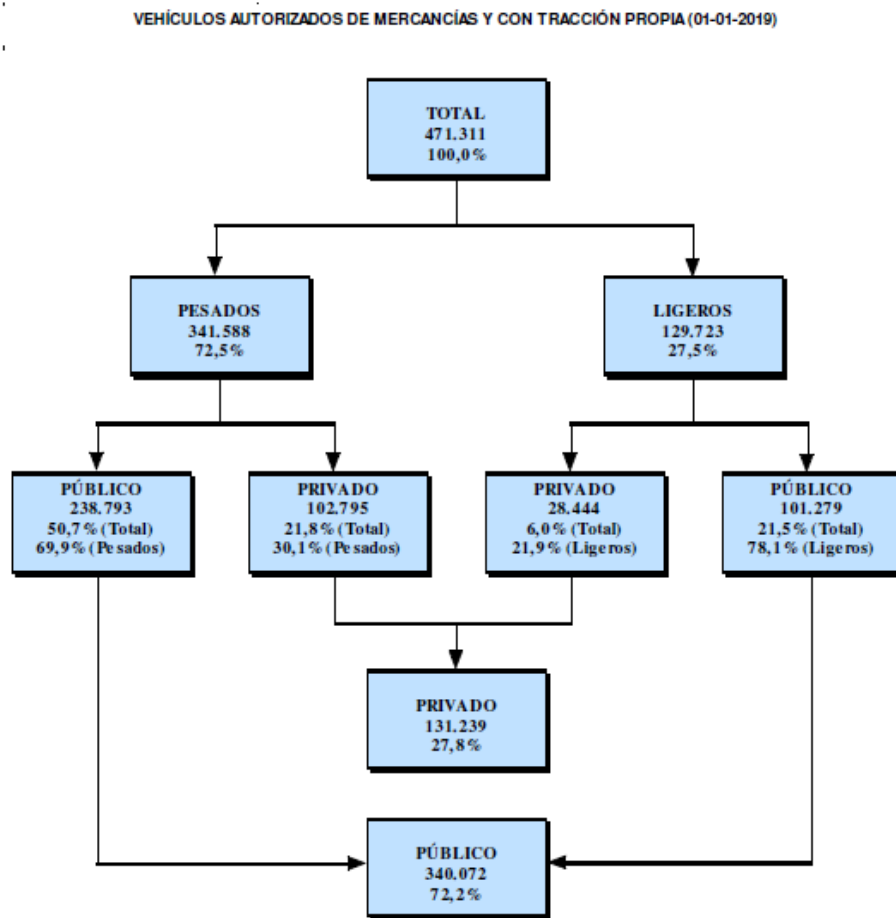 VEHÍCULOS AUTORIZADOS DE MERCANCÍAS Y CON TRACCIÓN PROPIA (01-01-2019)
TOTAL
471.311
100,0%
PESADOS
341.588
72,5%
LIGEROS
129.723
27,5%
PÚBLICO
238.793
50,7% (Total)
69,9% (Pesados)
PRIVADO
102.795
21,8% (Total)
30,1% (Pesados)
PRIVADO
28.444
6,0% (Total)
21,9% (Ligeros)
PÚBLICO
101.279
21,5% (Total)
78,1% (Ligeros)
PRIVADO
131.239
27,8%
PÚBLICO
340.072
72,2%